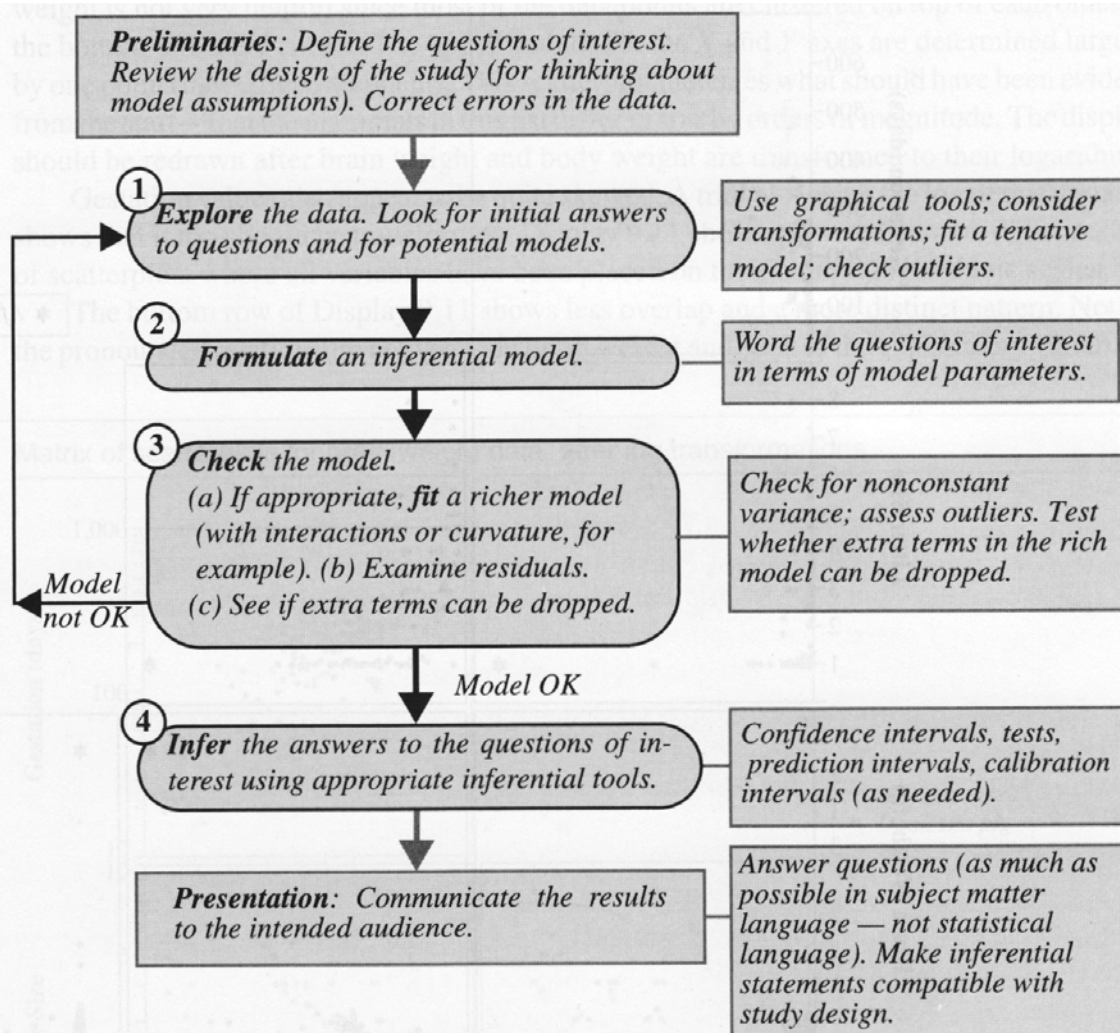 Preliminaries: Define the questions of interest.
Review the design of the study (for thinking about
model assumptions). Correct errors in the data.
1
Explore the data. Look for initial answers
to questions and for potential models.
Use graphical tools; consider
transformations; fit a tenative
model; check outliers.
2
Formulate an inferential model.
Word the questions of interest
in terms of model parameters.
3
Check the model.
(a) If appropriate, fit a richer model
(with interactions or curvature, for
example). (b) Examine residuals.
(c) See if extra terms can be dropped.
Check for nonconstant
variance; assess outliers. Test
whether extra terms in the rich
model can be dropped.
Model
not OK
Model OK
4
Infer the answers to the questions of in-
terest using appropriate inferential tools.
Confidence intervals, tests,
prediction intervals, calibration
intervals (as needed).
Presentation: Communicate the results
to the intended audience.
Answer questions (as much as
possible in subject matter
language — not statistical
language). Make inferential
statements compatible with
study design.